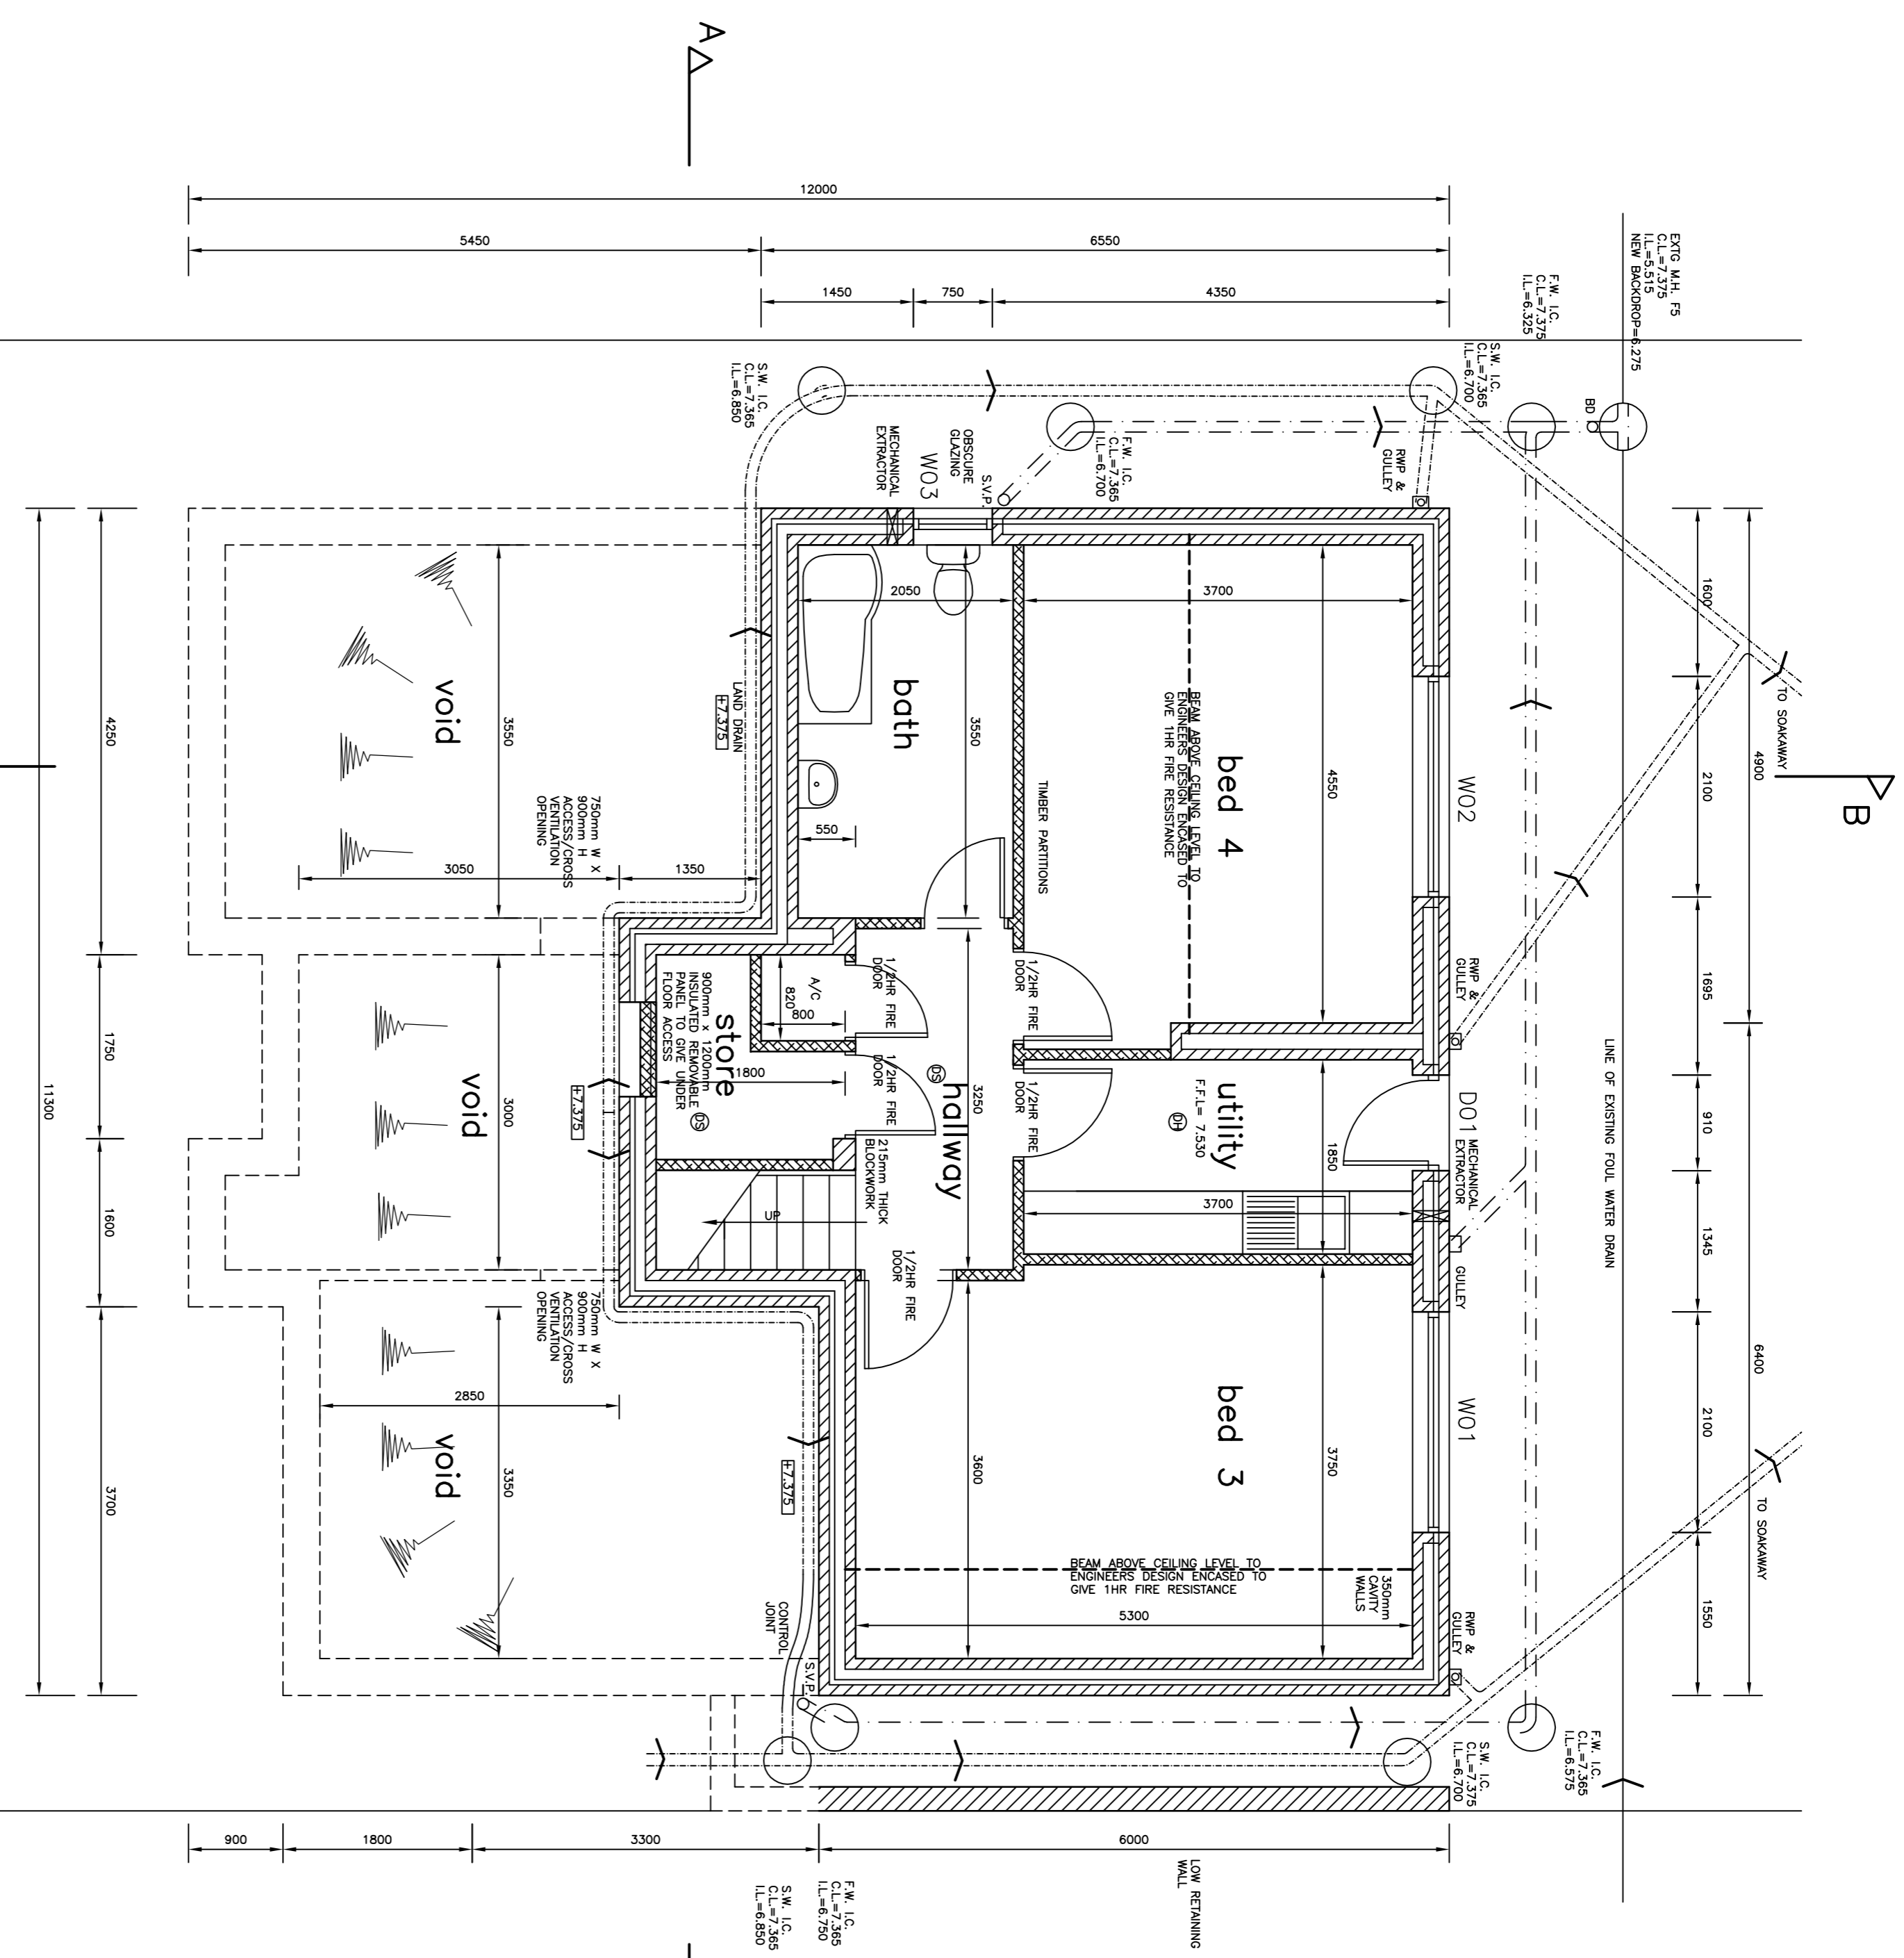 A
B
12000
5450
6550
1450
750
4350
EXTG M.H. F5
C.L.=7.375
I.L.=5.515
NEW BACKDROP=6.275
F.W. I.C.
C.L.=7.375
I.L.=6.325
S.W. I.C.
C.L.=7.365
I.L.=6.700
BD
S.W. I.C.
C.L.=7.365
I.L.=6.850
F.W. I.C.
C.L.=7.365
I.L.=6.700
RWP &
GULLEY
S.V.P.
OBSCURE
GLAZING
W03
MECHANICAL
EXTRACTOR
TO SOAKAWAY
1600
2100
1695
910
1345
2100
1550
4900
6400
LINE OF EXISTING FOUL WATER DRAIN
W02
RWP &
GULLEY
D01
MECHANICAL
EXTRACTOR
GULLEY
W01
RWP &
GULLEY
TO SOAKAWAY
bed 4
BEAM ABOVE CEILING LEVEL TO
ENGINEERS DESIGN ENCASED TO
GIVE 1HR FIRE RESISTANCE
3700
4550
TIMBER PARTITIONS
bath
2050
3550
550
utility
F.F.L= 7.530
DH
1850
3700
1/2HR FIRE
DOOR
1/2HR FIRE
DOOR
hallway
DS
3250
1/2HR FIRE
DOOR
1/2HR FIRE
DOOR
A/C
820
800
store
900mm x 1200mm
INSULATED REMOVABLE
PANEL TO GIVE UNDER
FLOOR ACCESS
1800
DS
215mm THICK
BLOCKWORK
UP
1/2HR FIRE
DOOR
bed 3
3750
3600
5300
BEAM ABOVE CEILING LEVEL TO
ENGINEERS DESIGN ENCASED TO
GIVE 1HR FIRE RESISTANCE
350mm
CAVITY
WALLS
LAND DRAIN
+7.375
+7.375
+7.375
CONTROL
JOINT
S.V.P.
750mm W X
900mm H
ACCESS/CROSS
VENTILATION
OPENING
750mm W X
900mm H
ACCESS/CROSS
VENTILATION
OPENING
void
3550
3050
1350
void
3000
void
3350
2850
4250
1750
1600
3700
11300
900
1800
3300
6000
F.W. I.C.
C.L.=7.365
I.L.=6.575
S.W. I.C.
C.L.=7.375
I.L.=6.700
LOW RETAINING
WALL
F.W. I.C.
C.L.=7.365
I.L.=6.750
S.W. I.C.
C.L.=7.365
I.L.=6.850